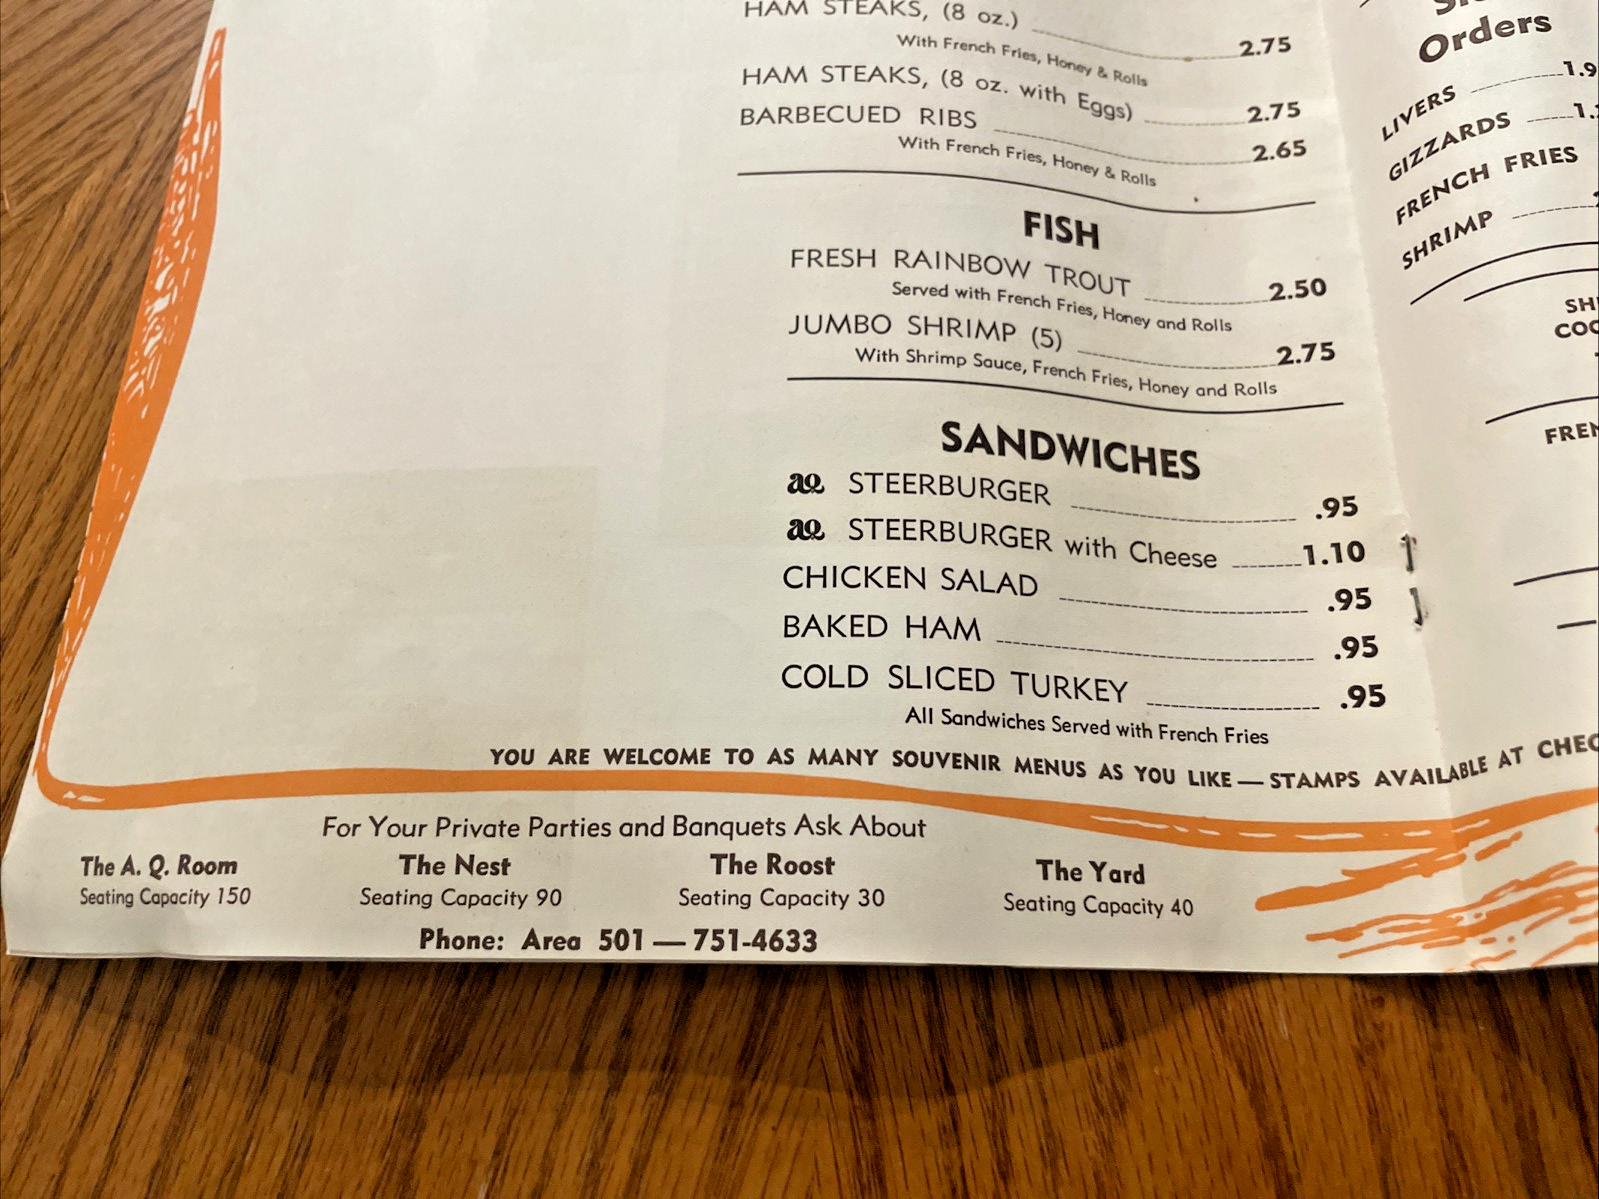 HAM STEAKS, (8 oz.) 2.75
With French Fries, Honey & Rolls
HAM STEAKS, (8 oz. with Eggs) 2.75
BARBECUED RIBS 2.65
With French Fries, Honey & Rolls
FISH
FRESH RAINBOW TROUT 2.50
Served with French Fries, Honey and Rolls
JUMBO SHRIMP (5) 2.75
With Shrimp Sauce, French Fries, Honey and Rolls
SANDWICHES
aq STEERBURGER .95
aq STEERBURGER with Cheese 1.10
CHICKEN SALAD .95
BAKED HAM .95
COLD SLICED TURKEY .95
All Sandwiches Served with French Fries
Orders
LIVERS
GIZZARDS
FRENCH FRIES
SHRIMP
YOU ARE WELCOME TO AS MANY SOUVENIR MENUS AS YOU LIKE — STAMPS AVAILABLE AT
For Your Private Parties and Banquets Ask About
The A. Q. Room The Nest The Roost The Yard
Seating Capacity 150 Seating Capacity 90 Seating Capacity 30 Seating Capacity 40
Phone: Area 501 — 751-4633